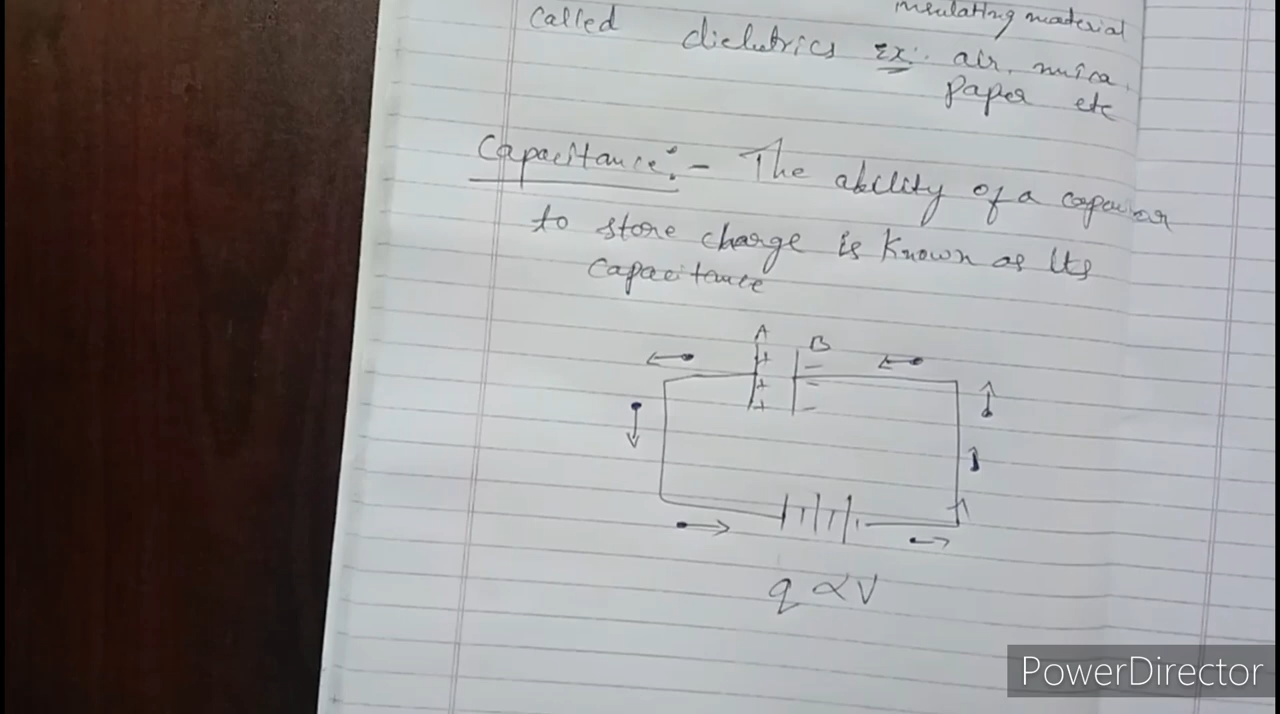 insulating material
called dielectrics Ex:. air, mica,
paper etc
Capacitance:- The ability of a capacitor
to store charge is known as its
capacitance
A
B
+
+
+
q ∝ V
PowerDirector